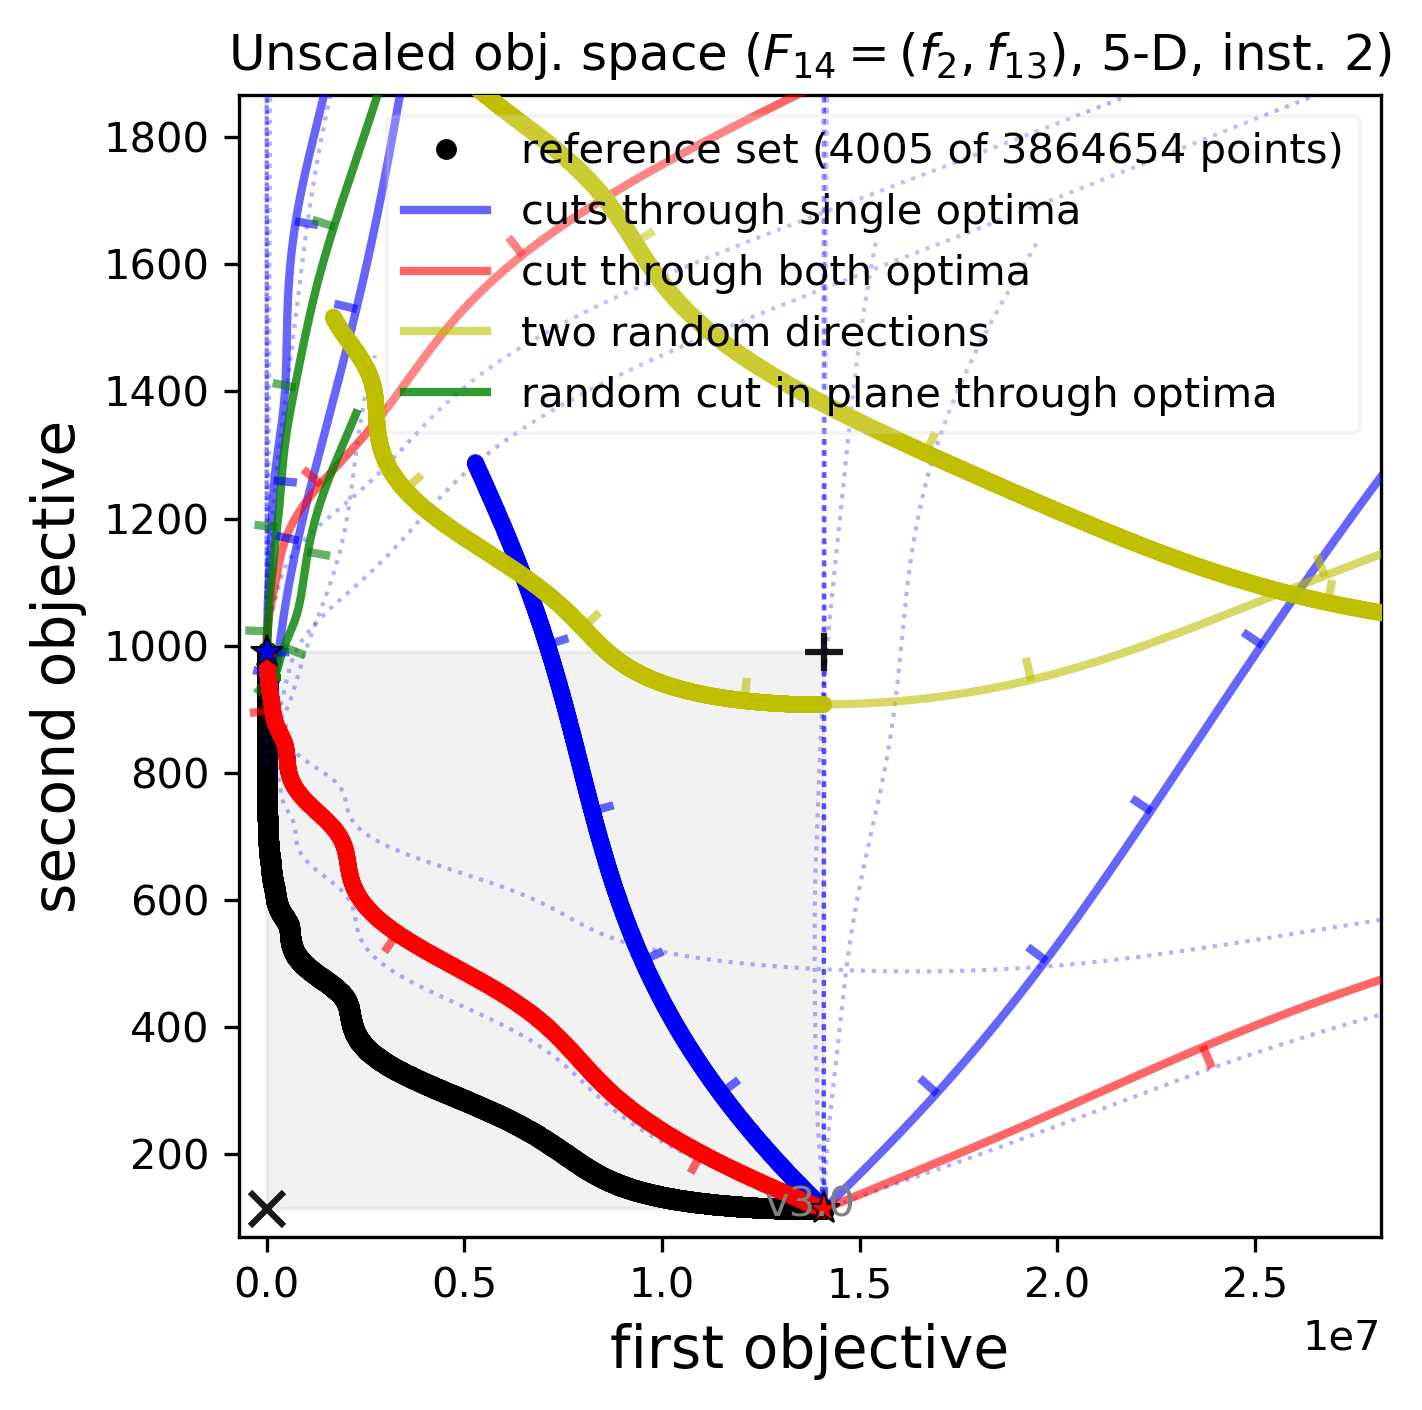 Unscaled obj. space (F₁₄ = (f₂, f₁₃), 5-D, inst. 2)
reference set (4005 of 3864654 points)
cuts through single optima
cut through both optima
two random directions
random cut in plane through optima
second objective
1800
1600
1400
1200
1000
800
600
400
200
v3.0
0.0 0.5 1.0 1.5 2.0 2.5
1e7
first objective